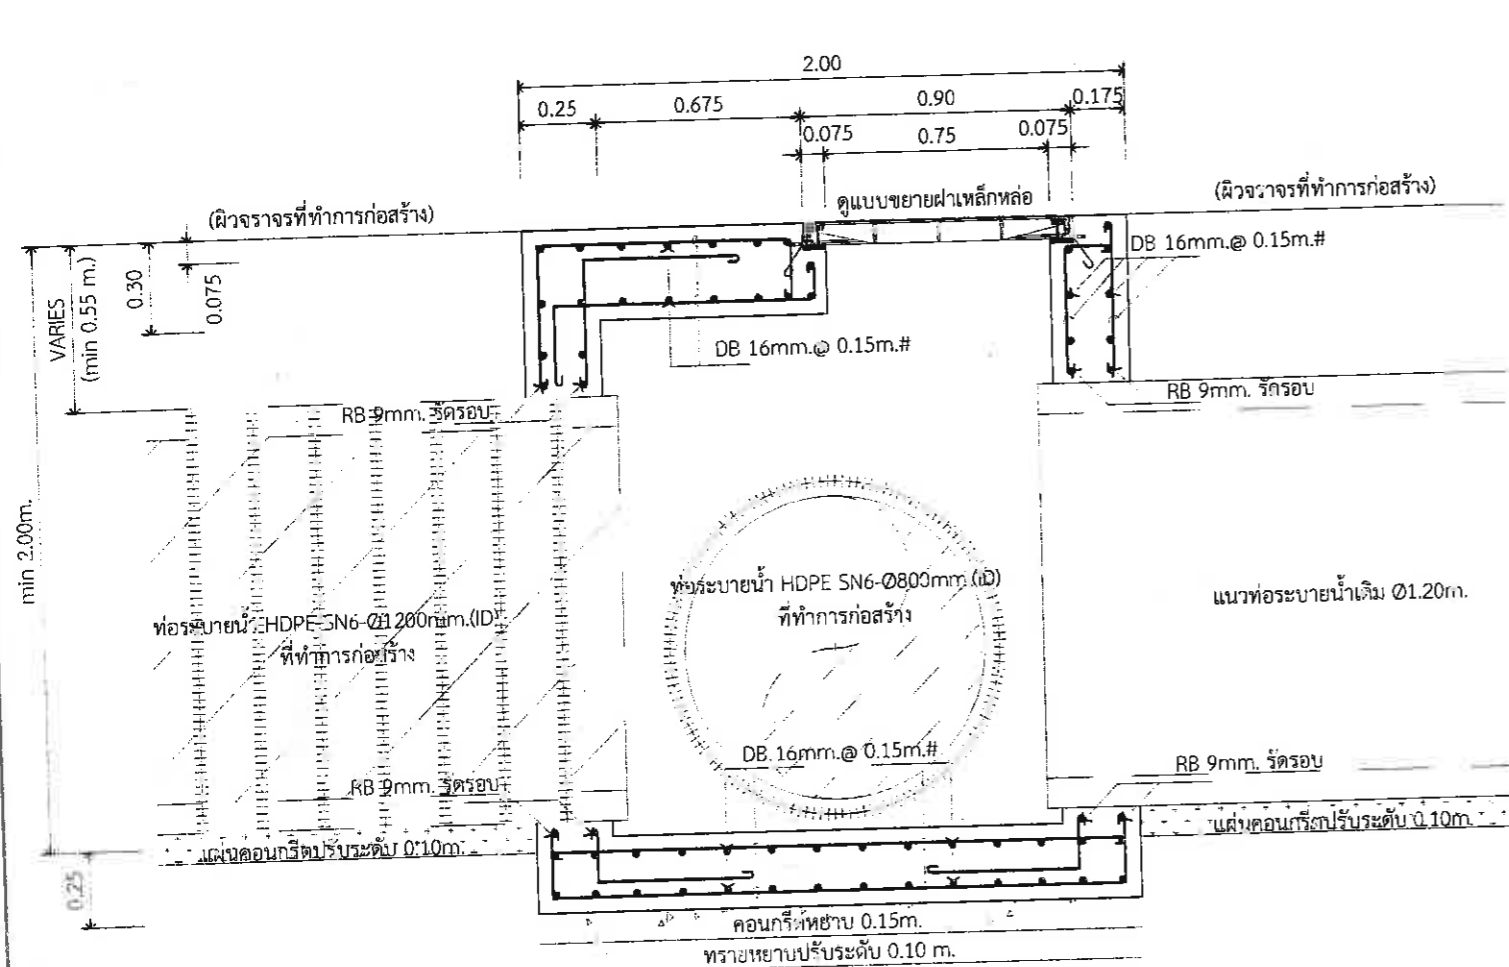 2.00
0.25
0.675
0.90
0.175
0.075
0.75
0.075
(ผิวจราจรที่ทำการก่อสร้าง)
ดูแบบขยายฝาเหล็กหล่อ
(ผิวจราจรที่ทำการก่อสร้าง)
DB 16mm.@ 0.15m.#
VARIES
(min 0.55 m.)
0.30
0.075
DB 16mm.@ 0.15m.#
RB 9mm. รัดรอบ
RB 9mm. รัดรอบ
min 2.00m.
ท่อระบายน้ำ HDPE SN6-Ø800mm.(ID)
ที่ทำการก่อสร้าง
ท่อระบายน้ำ HDPE-SN6-Ø1200mm.(ID)
ที่ทำการก่อสร้าง
แนวท่อระบายน้ำเดิม Ø1.20m.
DB 16mm.@ 0.15m.#
RB 9mm. รัดรอบ
RB 9mm. รัดรอบ
แผ่นคอนกรีตปรับระดับ 0.10m.
แผ่นคอนกรีตปรับระดับ 0.10m.
0.25
คอนกรีตหยาบ 0.15m.
ทรายหยาบปรับระดับ 0.10 m.